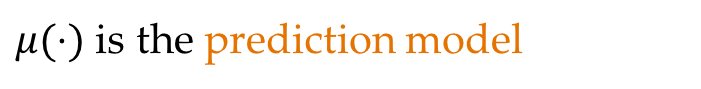 μ(·) is the prediction model